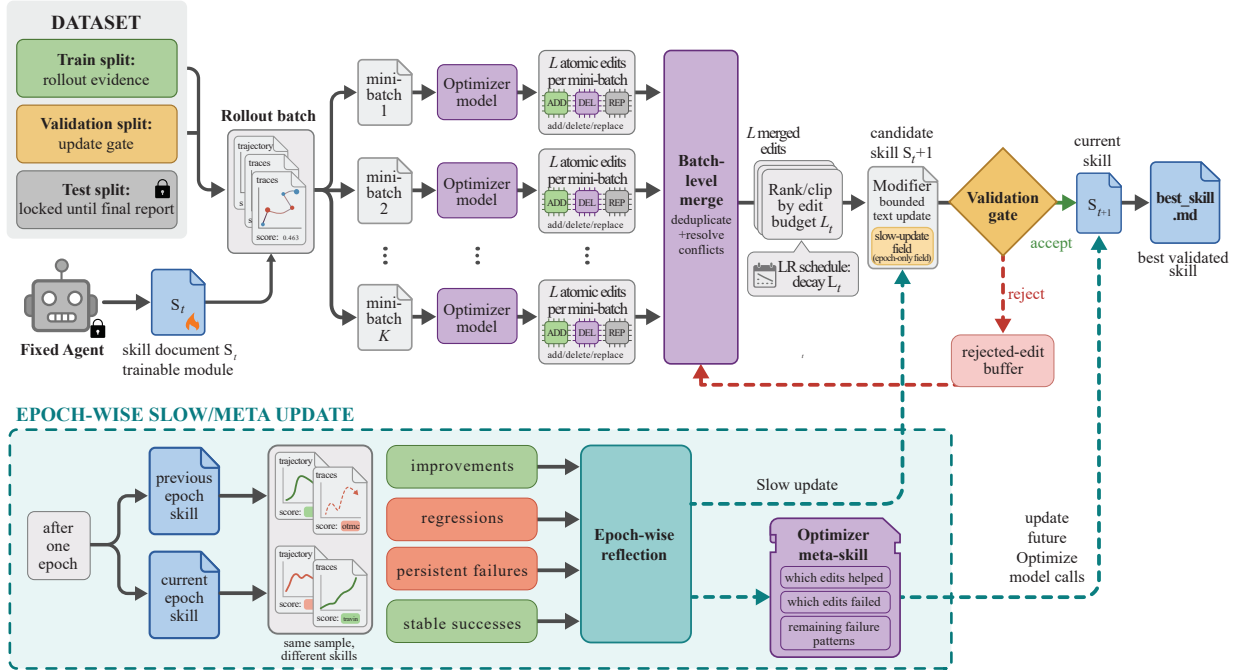 DATASET
Train split:
rollout evidence
Validation split:
update gate
Test split:
locked until final report
Fixed Agent
S_t
skill document S_t
trainable module
Rollout batch
trajectory
traces
traces
score: 0.463
mini-
batch
1
Optimizer
model
L atomic edits
per mini-batch
ADD
DEL
REP
add/delete/replace
mini-
batch
2
Optimizer
model
L atomic edits
per mini-batch
ADD
DEL
REP
add/delete/replace
...
...
...
mini-
batch
K
Optimizer
model
L atomic edits
per mini-batch
ADD
DEL
REP
add/delete/replace
Batch-
level
merge
deduplicate
+resolve
conflicts
L merged
edits
Rank/clip
by edit
budget L_t
LR schedule:
decay L_t
candidate
skill S_t+1
Modifier
bounded
text update
slow-update
field
(epoch-only field)
Validation
gate
accept
reject
rejected-edit
buffer
current
skill
S_{t+1}
best_skill
.md
best validated
skill
EPOCH-WISE SLOW/META UPDATE
after
one
epoch
previous
epoch
skill
current
epoch
skill
trajectory
traces
score:
score: otmc
trajectory
traces
score:
score: travin
same sample,
different skills
improvements
regressions
persistent failures
stable successes
Epoch-wise
reflection
Slow update
Optimizer
meta-skill
which edits helped
which edits failed
remaining failure
patterns
update
future
Optimize
model calls